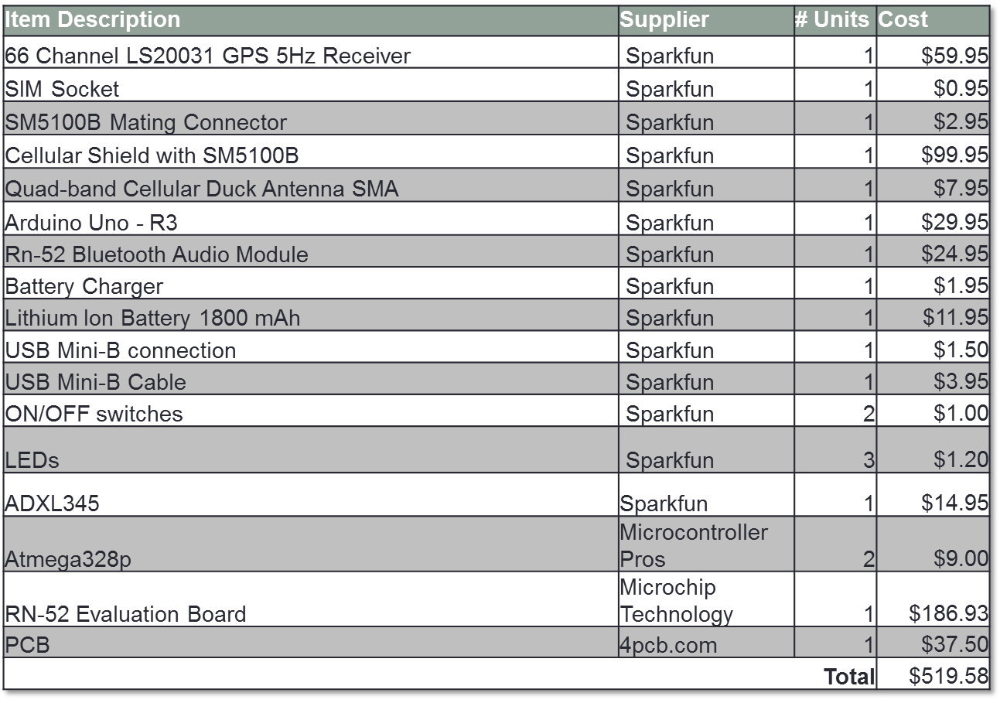 Item Description Supplier # Units Cost
66 Channel LS20031 GPS 5Hz Receiver Sparkfun 1 $59.95
SIM Socket Sparkfun 1 $0.95
SM5100B Mating Connector Sparkfun 1 $2.95
Cellular Shield with SM5100B Sparkfun 1 $99.95
Quad-band Cellular Duck Antenna SMA Sparkfun 1 $7.95
Arduino Uno - R3 Sparkfun 1 $29.95
Rn-52 Bluetooth Audio Module Sparkfun 1 $24.95
Battery Charger Sparkfun 1 $1.95
Lithium Ion Battery 1800 mAh Sparkfun 1 $11.95
USB Mini-B connection Sparkfun 1 $1.50
USB Mini-B Cable Sparkfun 1 $3.95
ON/OFF switches Sparkfun 2 $1.00
LEDs Sparkfun 3 $1.20
ADXL345 Sparkfun 1 $14.95
Microcontroller
Atmega328p Pros 2 $9.00
Microchip
RN-52 Evaluation Board Technology 1 $186.93
PCB 4pcb.com 1 $37.50
Total $519.58